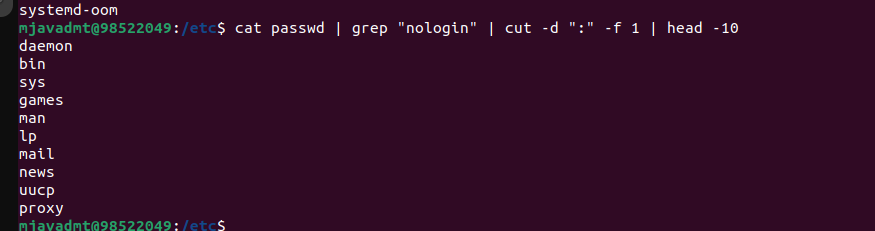 systemd-oom
mjavadmt@98522049:/etc$ cat passwd | grep "nologin" | cut -d ":" -f 1 | head -10
daemon
bin
sys
games
man
lp
mail
news
uucp
proxy
mjavadmt@98522049:/etc$